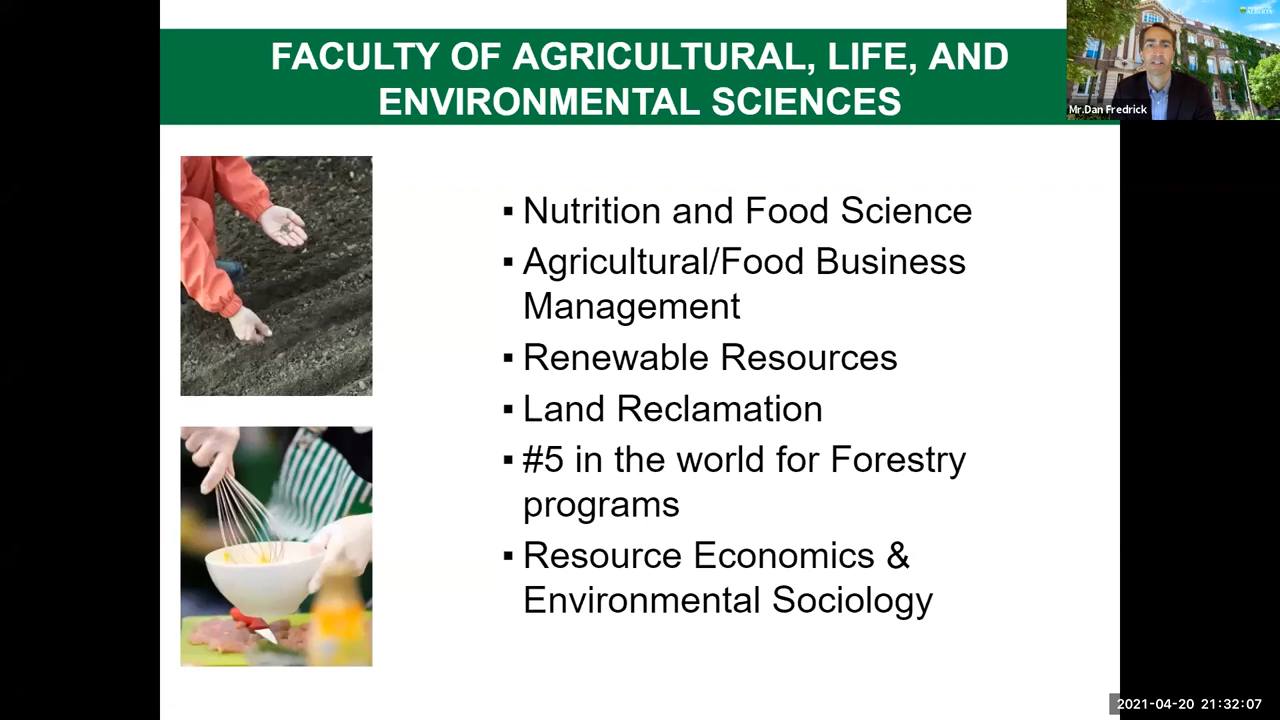 FACULTY OF AGRICULTURAL, LIFE, AND
ENVIRONMENTAL SCIENCES
ALBERTA
Mr.Dan Fredrick
▪ Nutrition and Food Science
▪ Agricultural/Food Business
Management
▪ Renewable Resources
▪ Land Reclamation
▪ #5 in the world for Forestry
programs
▪ Resource Economics &
Environmental Sociology
2021-04-20 21:32:07